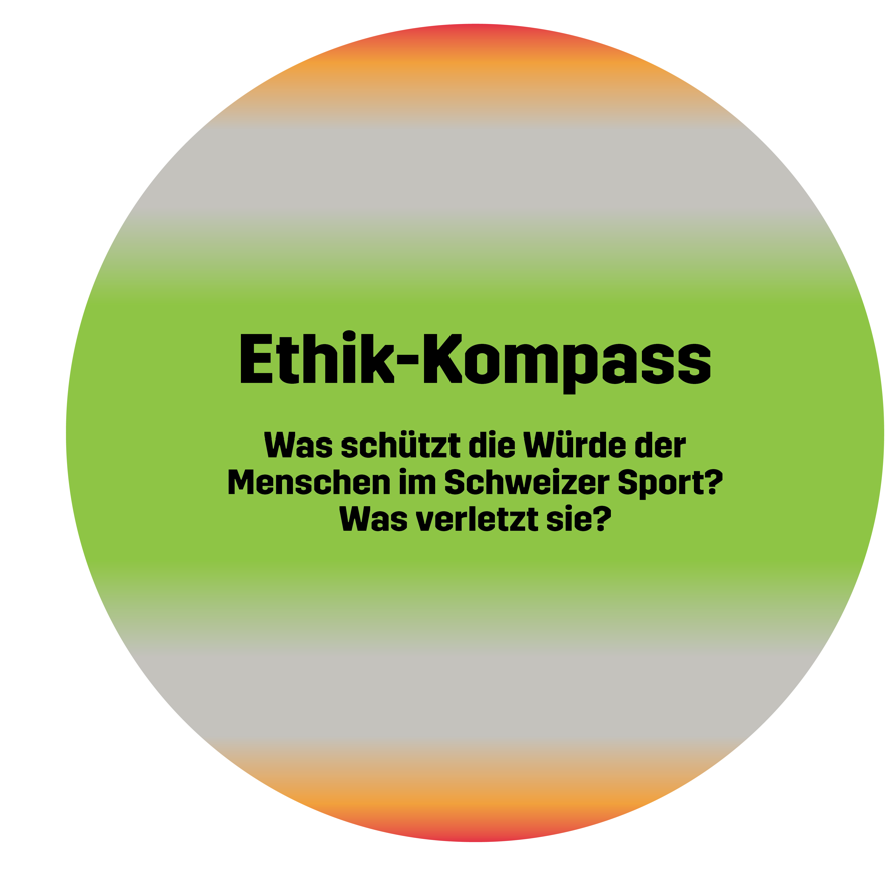 Ethik-Kompass
Was schützt die Würde der
Menschen im Schweizer Sport?
Was verletzt sie?